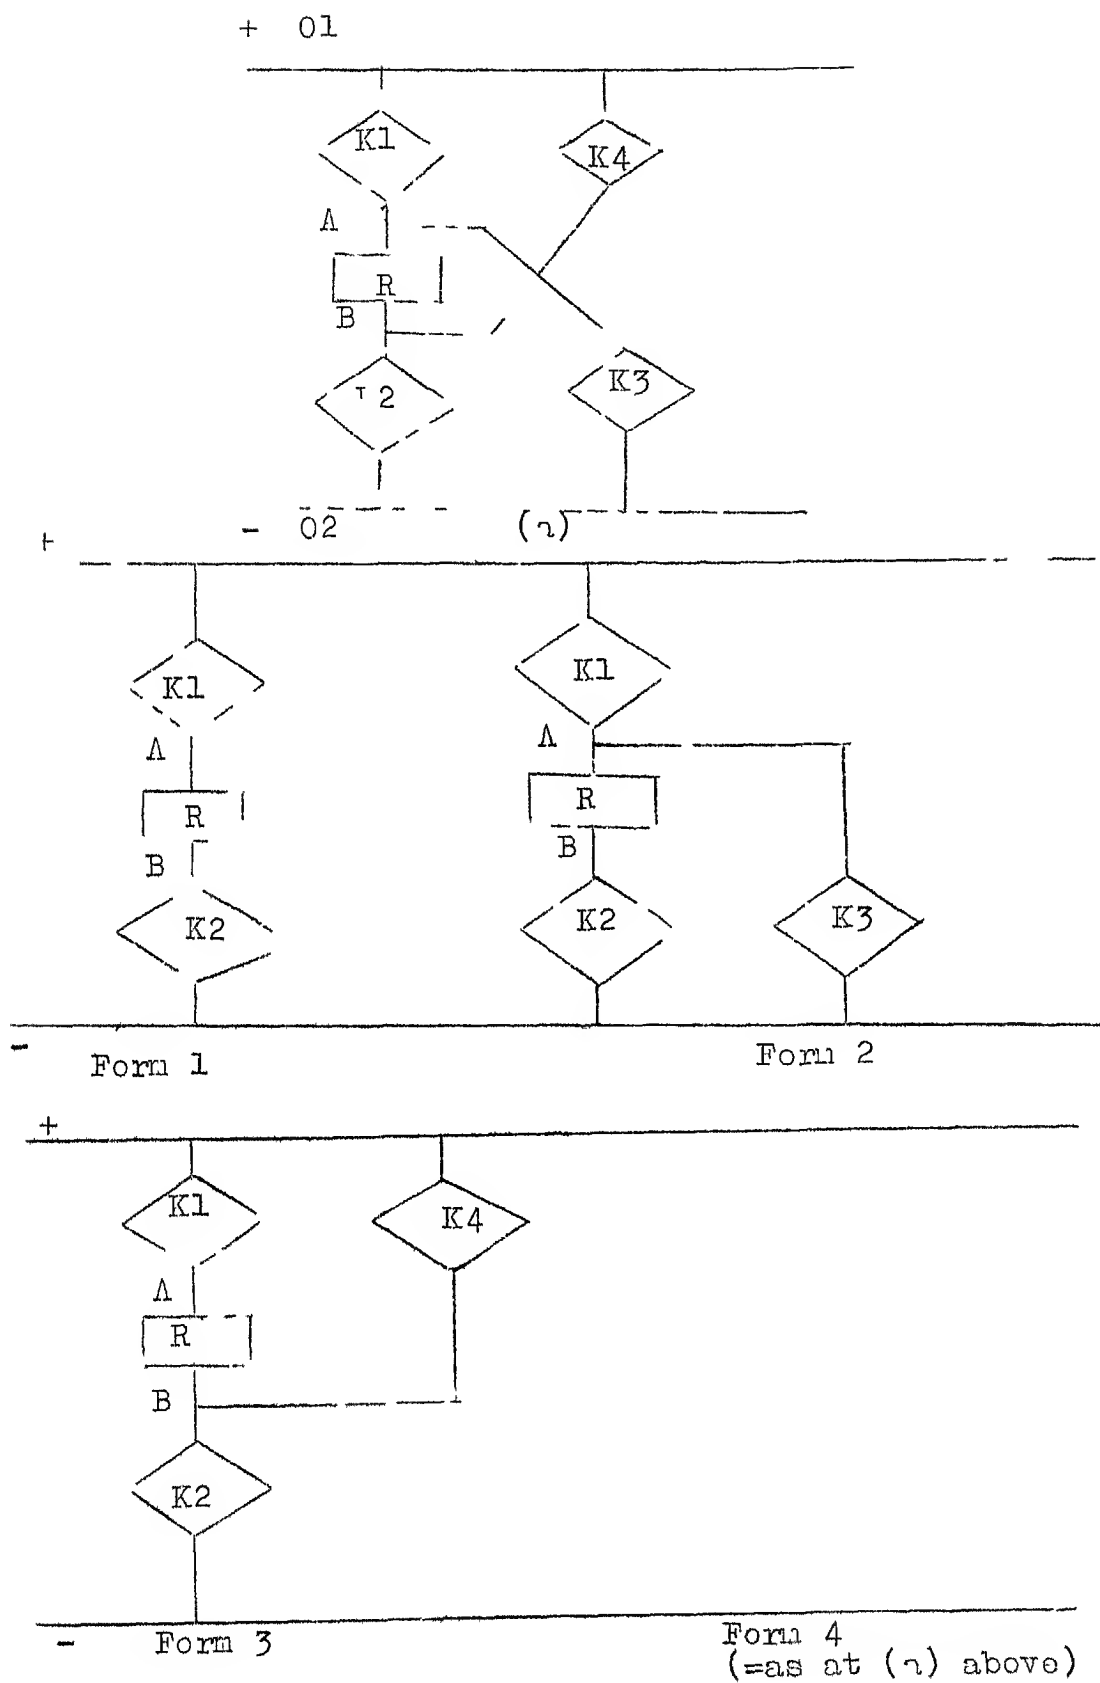 + 01
K1
K4
A
R
B
2
K3
- 02
+
K1
K1
A
A
R
R
B
B
K2
K2
K3
-
Form 1
Form 2
+
K1
K4
A
R
B
K2
-
Form 3
Form 4
(=as at (a) above)